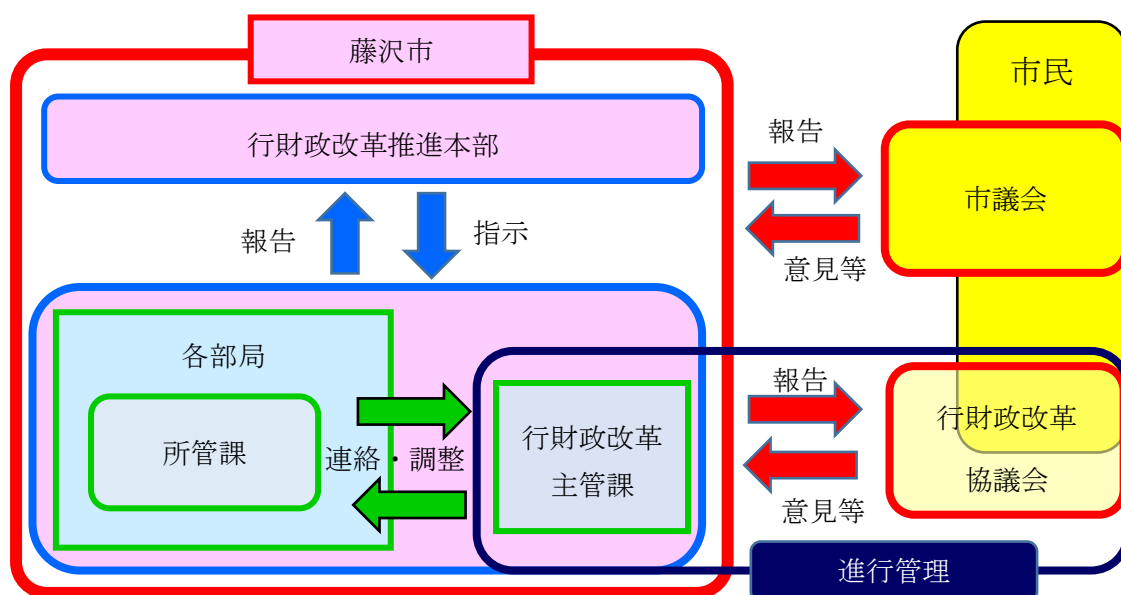 藤沢市
市民
行財政改革推進本部
報告
市議会
意見等
報告
指示
各部局
所管課
連絡・調整
行財政改革
主管課
報告
行財政改革
協議会
意見等
進行管理